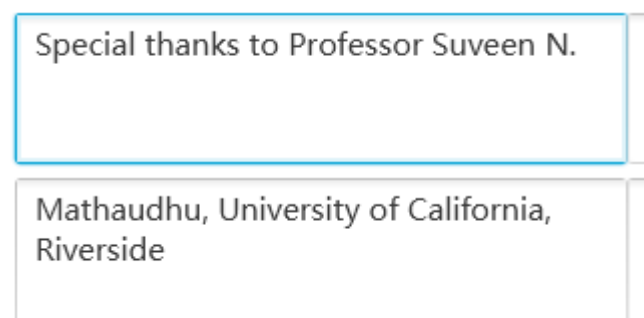 Special thanks to Professor Suveen N.
Mathaudhu, University of California,
Riverside